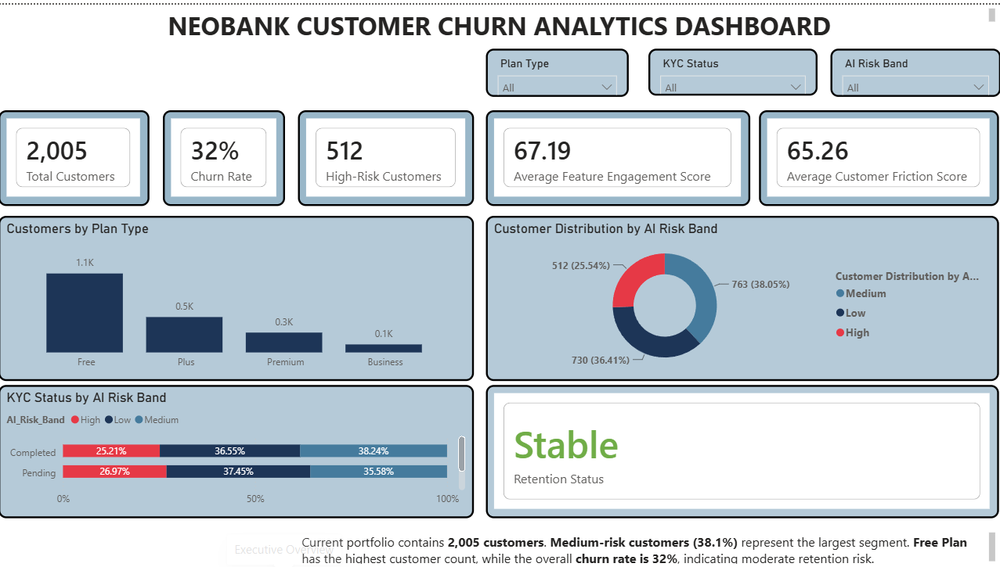 NEOBANK CUSTOMER CHURN ANALYTICS DASHBOARD
Plan Type
All
KYC Status
All
AI Risk Band
All
2,005
Total Customers
32%
Churn Rate
512
High-Risk Customers
67.19
Average Feature Engagement Score
65.26
Average Customer Friction Score
Customers by Plan Type
1.1K
0.5K
0.3K
0.1K
Free
Plus
Premium
Business
Customer Distribution by AI Risk Band
512 (25.54%)
763 (38.05%)
730 (36.41%)
Customer Distribution by A...
Medium
Low
High
KYC Status by AI Risk Band
AI_Risk_Band High Low Medium
Completed 25.21% 36.55% 38.24%
Pending 26.97% 37.45% 35.58%
0% 50% 100%
Stable
Retention Status
Executive Overview
Current portfolio contains 2,005 customers. Medium-risk customers (38.1%) represent the largest segment. Free Plan
has the highest customer count, while the overall churn rate is 32%, indicating moderate retention risk.